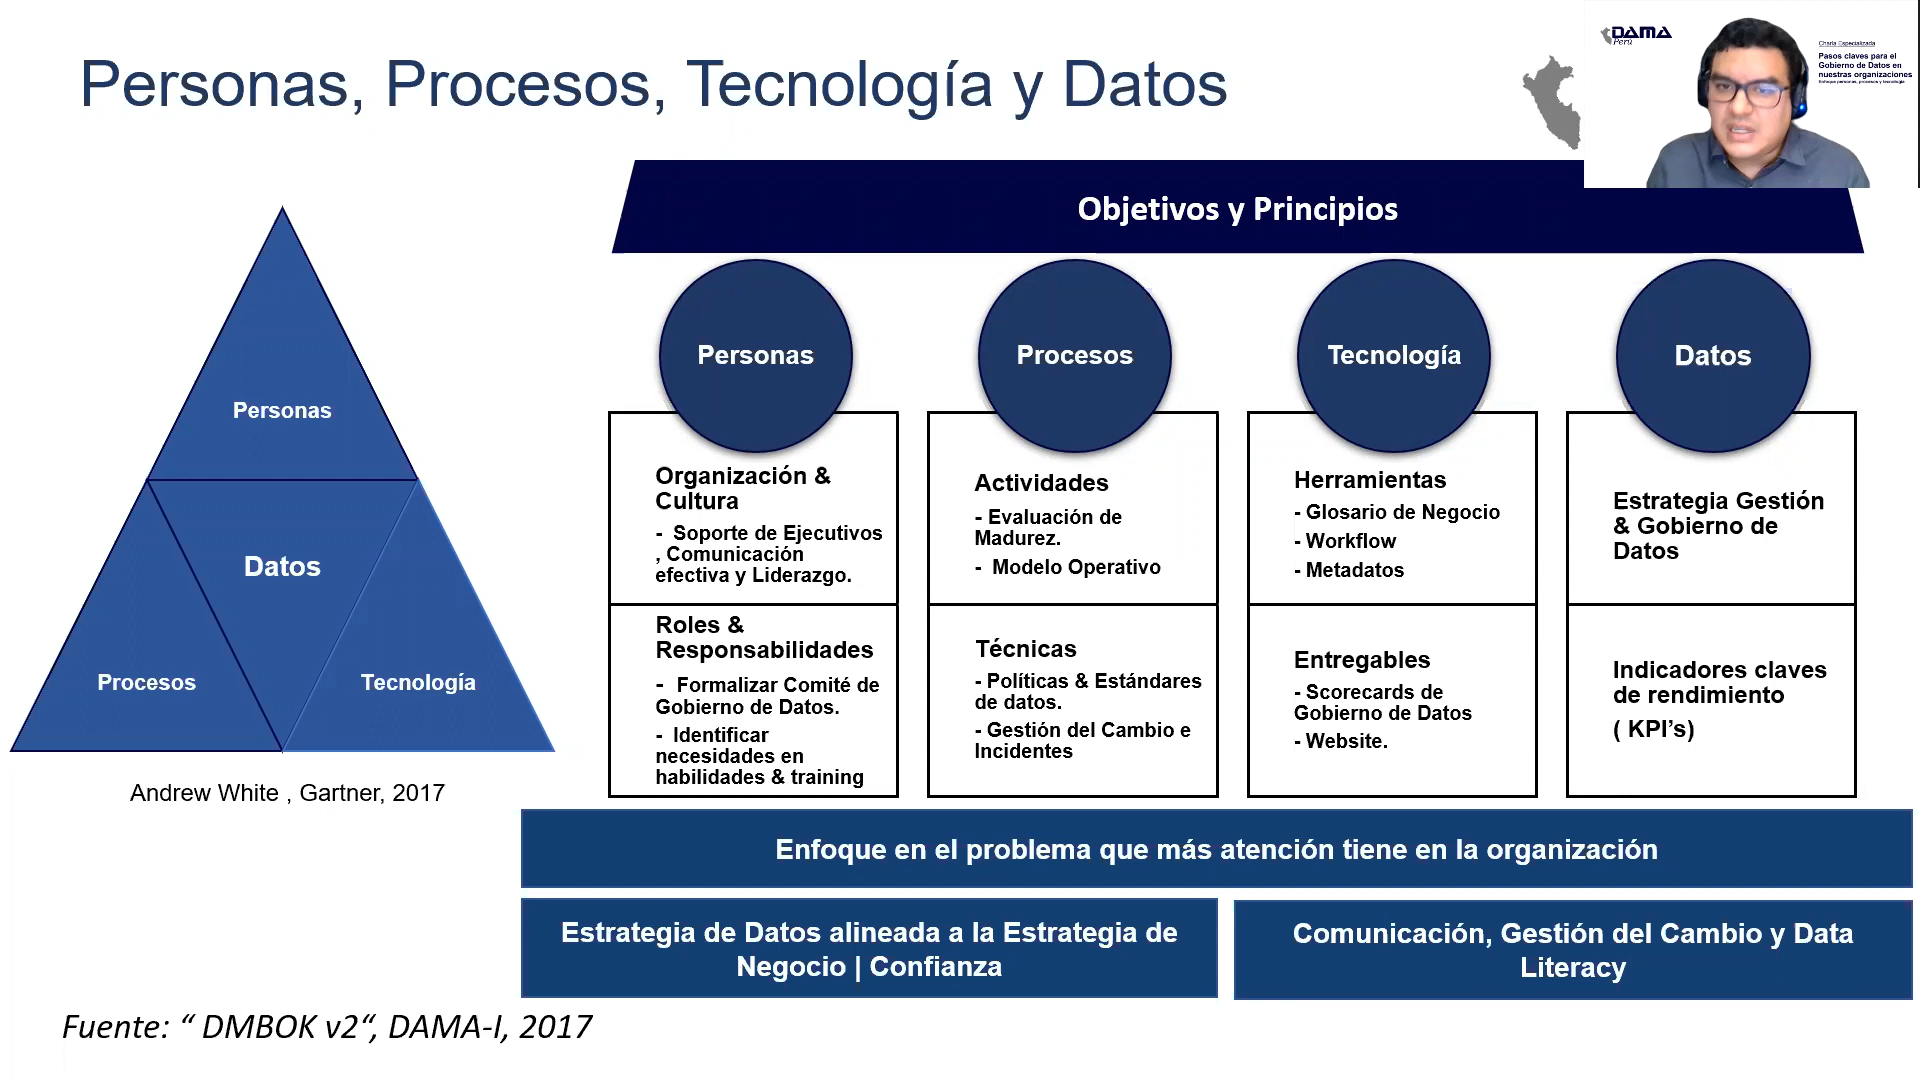 Personas, Procesos, Tecnología y Datos
DAMA
Perú
Charla Especializada
Pasos claves para el
Gobierno de Datos en
nuestras organizaciones
Enfoque personas, procesos y tecnología
Personas
Datos
Procesos
Tecnología
Andrew White , Gartner, 2017
Objetivos y Principios
Personas
Organización &
Cultura
- Soporte de Ejecutivos
, Comunicación
efectiva y Liderazgo.
Roles &
Responsabilidades
- Formalizar Comité de
Gobierno de Datos.
- Identificar
necesidades en
habilidades & training
Procesos
Actividades
- Evaluación de
Madurez.
- Modelo Operativo
Técnicas
- Políticas & Estándares
de datos.
- Gestión del Cambio e
Incidentes
Tecnología
Herramientas
- Glosario de Negocio
- Workflow
- Metadatos
Entregables
- Scorecards de
Gobierno de Datos
- Website.
Datos
Estrategia Gestión
& Gobierno de
Datos
Indicadores claves
de rendimiento
( KPI’s)
Enfoque en el problema que más atención tiene en la organización
Estrategia de Datos alineada a la Estrategia de
Negocio | Confianza
Comunicación, Gestión del Cambio y Data
Literacy
Fuente: “ DMBOK v2“, DAMA-I, 2017